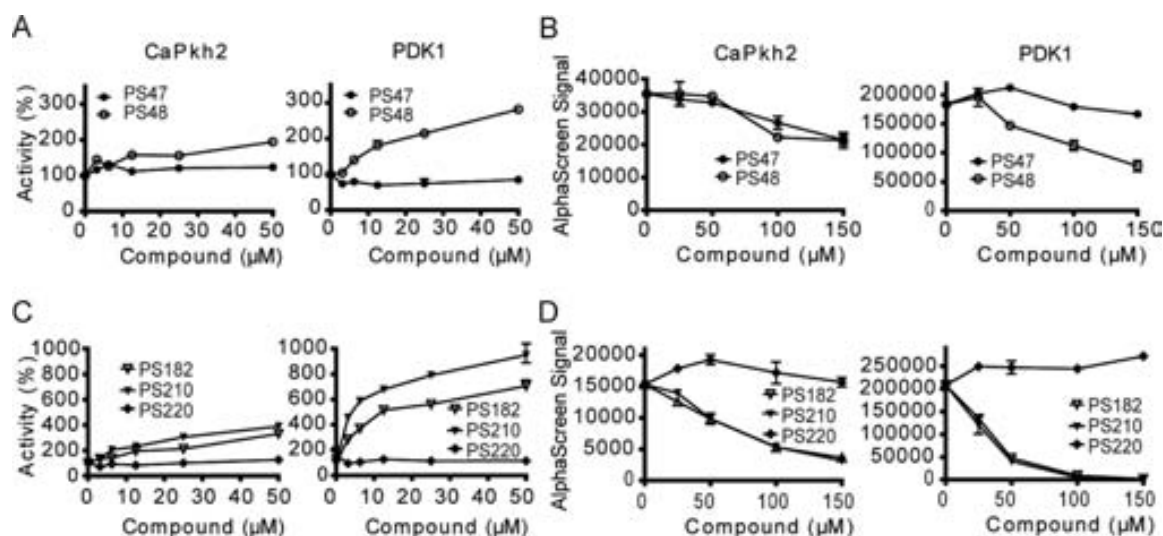 A
CaPkh2
PDK1
Activity (%)
300
200
100
0
PS47
PS48
0 10 20 30 40 50
Compound (µM)
300
200
100
0
PS47
PS48
0 10 20 30 40 50
Compound (µM)
B
CaPkh2
PDK1
AlphaScreen Signal
40000
30000
20000
10000
0
PS47
PS48
0 50 100 150
Compound (µM)
200000
150000
100000
50000
0
PS47
PS48
0 50 100 150
Compound (µM)
C
Activity (%)
1000
800
600
400
200
0
PS182
PS210
PS220
0 10 20 30 40 50
Compound (µM)
1000
800
600
400
200
0
PS182
PS210
PS220
0 10 20 30 40 50
Compound (µM)
D
AlphaScreen Signal
20000
15000
10000
5000
0
PS182
PS210
PS220
0 50 100 150
Compound (µM)
250000
200000
150000
100000
50000
0
PS182
PS210
PS220
0 50 100 150
Compound (µM)